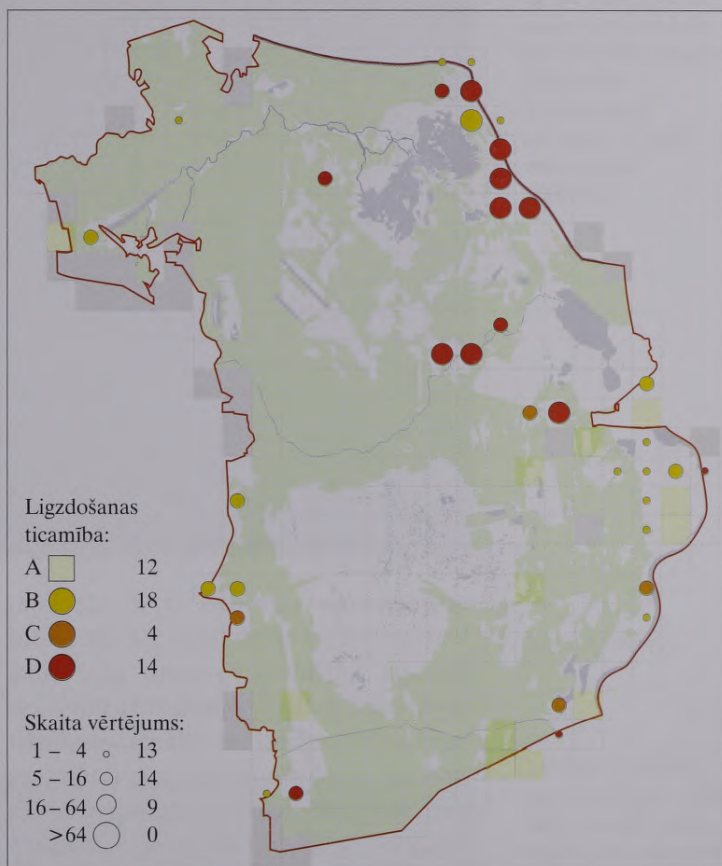 Ligzdošanas
ticamība:
A 12
B 18
C 4
D 14
Skaita vērtējums:
1 – 4 13
5 – 16 14
16 – 64 9
>64 0